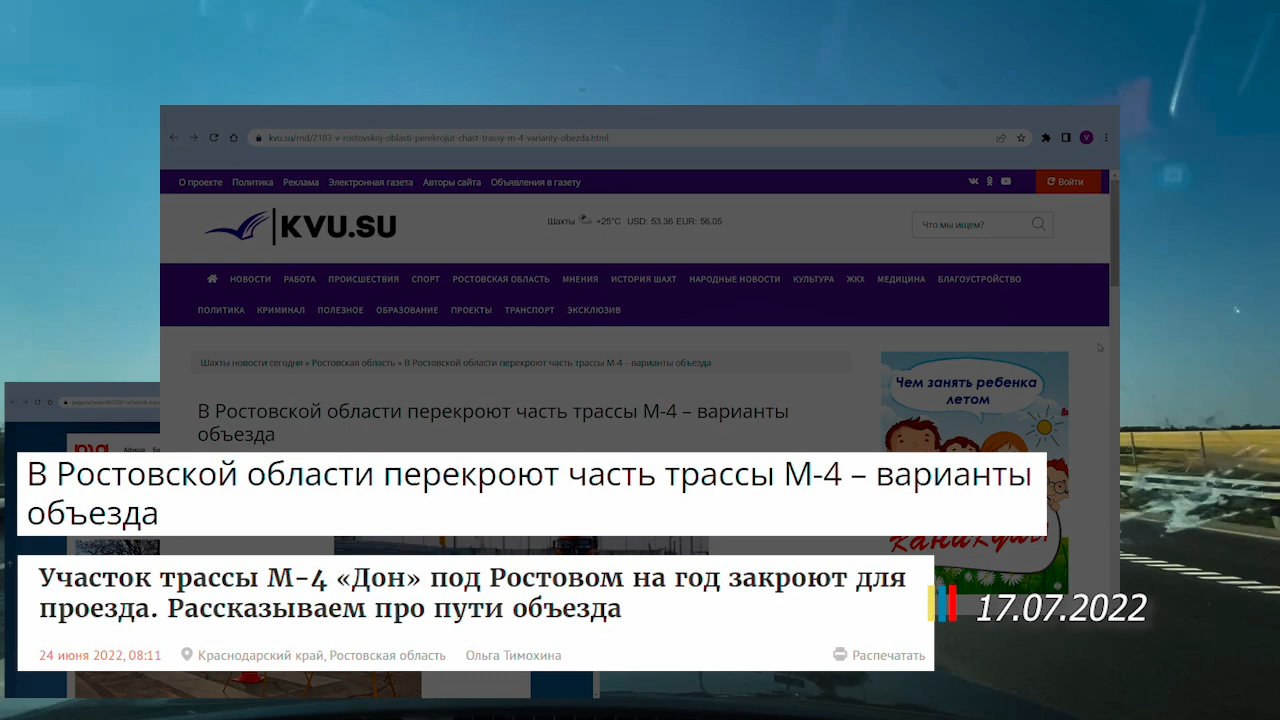 kvu.su/rnd/2183-v-rostovskoj-oblasti-perekrojut-chast-trassy-m-4-varianty-obezda.html
V
О проекте Политика Реклама Электронная газета Авторы сайта Объявления в газету
Войти
KVU.SU
Шахты +25°C USD: 53.36 EUR: 56.05
Что мы ищем?
НОВОСТИ РАБОТА ПРОИСШЕСТВИЯ СПОРТ РОСТОВСКАЯ ОБЛАСТЬ МНЕНИЯ ИСТОРИЯ ШАХТ НАРОДНЫЕ НОВОСТИ КУЛЬТУРА ЖКХ МЕДИЦИНА БЛАГОУСТРОЙСТВО
ПОЛИТИКА КРИМИНАЛ ПОЛЕЗНОЕ ОБРАЗОВАНИЕ ПРОЕКТЫ ТРАНСПОРТ ЭКСКЛЮЗИВ
Шахты новости сегодня » Ростовская область » В Ростовской области перекроют часть трассы М-4 – варианты объезда
Чем занять ребенка
летом
В Ростовской области перекроют часть трассы М-4 – варианты
объезда
В Ростовской области перекроют часть трассы М-4 – варианты
объезда
каникулы
Участок трассы М-4 «Дон» под Ростовом на год закроют для
проезда. Рассказываем про пути объезда
17.07.2022
24 июня 2022, 08:11 Краснодарский край, Ростовская область Ольга Тимохина Распечатать